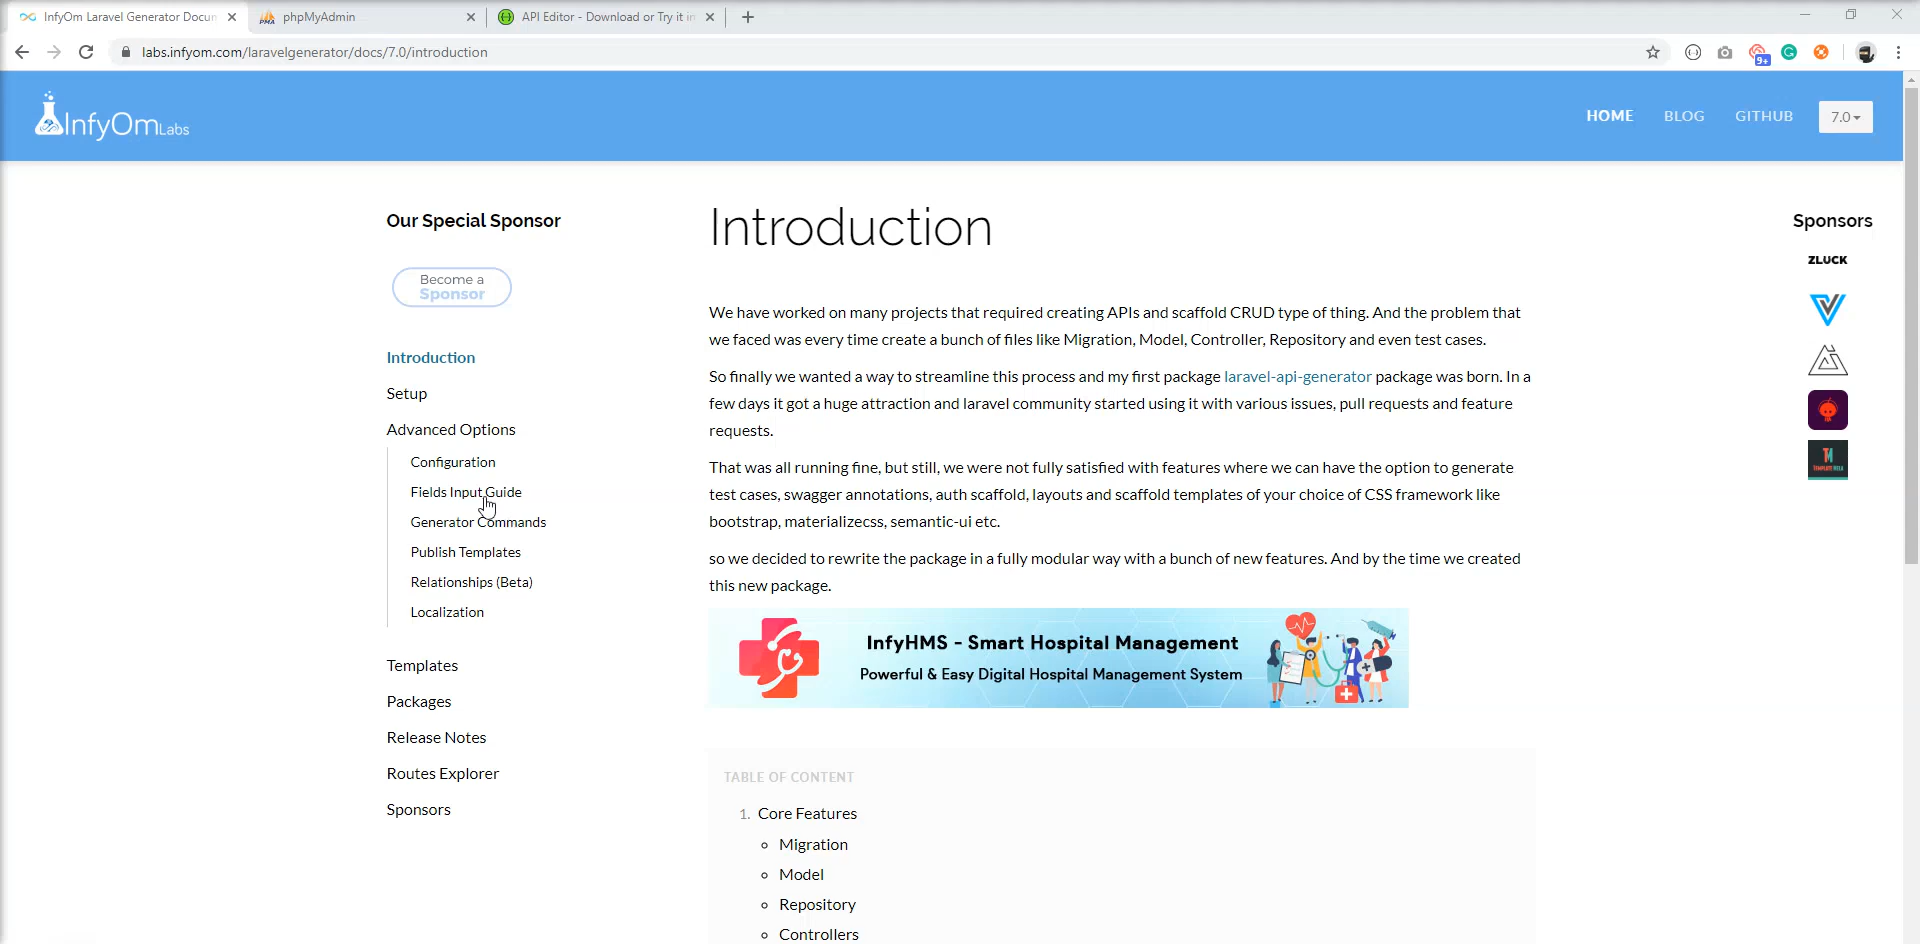 InfyOm Laravel Generator Docun
phpMyAdmin
API Editor - Download or Try it in
labs.infyom.com/laravelgenerator/docs/7.0/introduction
9+
InfyOmLabs
HOME
BLOG
GITHUB
7.0
Our Special Sponsor
Become a
Sponsor
Introduction
Setup
Advanced Options
Configuration
Fields Input Guide
Generator Commands
Publish Templates
Relationships (Beta)
Localization
Templates
Packages
Release Notes
Routes Explorer
Sponsors
Introduction
We have worked on many projects that required creating APIs and scaffold CRUD type of thing. And the problem that
we faced was every time create a bunch of files like Migration, Model, Controller, Repository and even test cases.
So finally we wanted a way to streamline this process and my first package laravel-api-generator package was born. In a
few days it got a huge attraction and laravel community started using it with various issues, pull requests and feature
requests.
That was all running fine, but still, we were not fully satisfied with features where we can have the option to generate
test cases, swagger annotations, auth scaffold, layouts and scaffold templates of your choice of CSS framework like
bootstrap, materializecss, semantic-ui etc.
so we decided to rewrite the package in a fully modular way with a bunch of new features. And by the time we created
this new package.
InfyHMS - Smart Hospital Management
Powerful & Easy Digital Hospital Management System
TABLE OF CONTENT
1. Core Features
Migration
Model
Repository
Controllers
Sponsors
ZLUCK